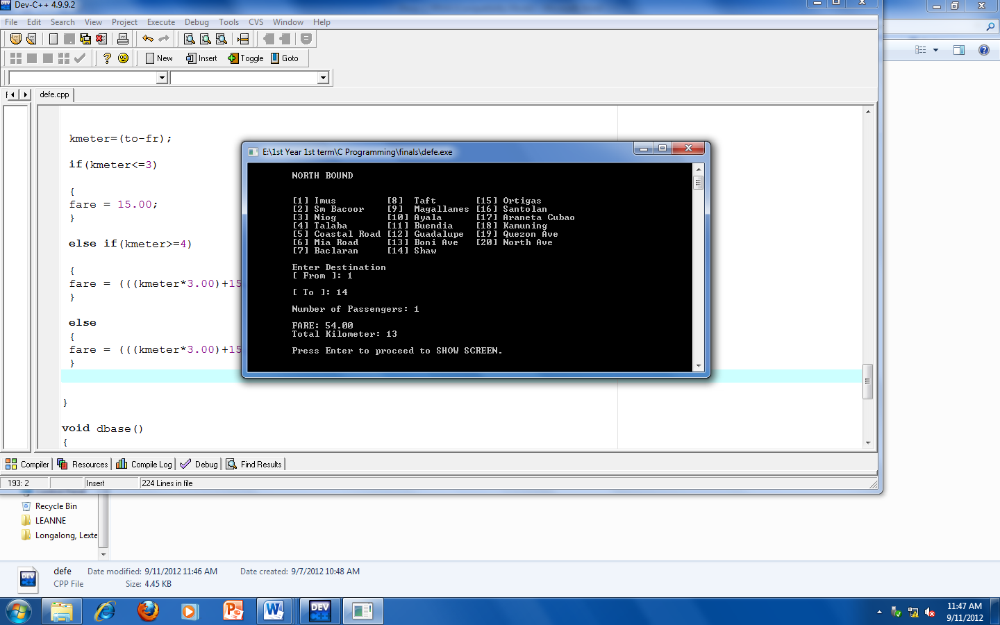 Dev-C++ 4.9.9.2
File Edit Search View Project Execute Debug Tools CVS Window Help
New Insert Toggle Goto
defe.cpp
kmeter=(to-fr);
if(kmeter<=3)
{
fare = 15.00;
}
else if(kmeter>=4)
{
fare = (((kmeter*3.00)+15
}
else
{
fare = (((kmeter*3.00)+15
}
}
void dbase()
{
E:\1st Year 1st term\C Programming\finals\defe.exe
NORTH BOUND
[1] Imus [8] Taft [15] Ortigas
[2] Sm Bacoor [9] Magallanes [16] Santolan
[3] Niog [10] Ayala [17] Araneta Cubao
[4] Talaba [11] Buendia [18] Kamuning
[5] Coastal Road [12] Guadalupe [19] Quezon Ave
[6] Mia Road [13] Boni Ave [20] North Ave
[7] Baclaran [14] Shaw
Enter Destination
[ From ]: 1
[ To ]: 14
Number of Passengers: 1
FARE: 54.00
Total Kilometer: 13
Press Enter to proceed to SHOW SCREEN.
Compiler Resources Compile Log Debug Find Results
193: 2 Insert 224 Lines in file
Recycle Bin
LEANNE
Longalong, Lexte
defe Date modified: 9/11/2012 11:46 AM Date created: 9/7/2012 10:48 AM
CPP File Size: 4.45 KB
DEV
11:47 AM
9/11/2012